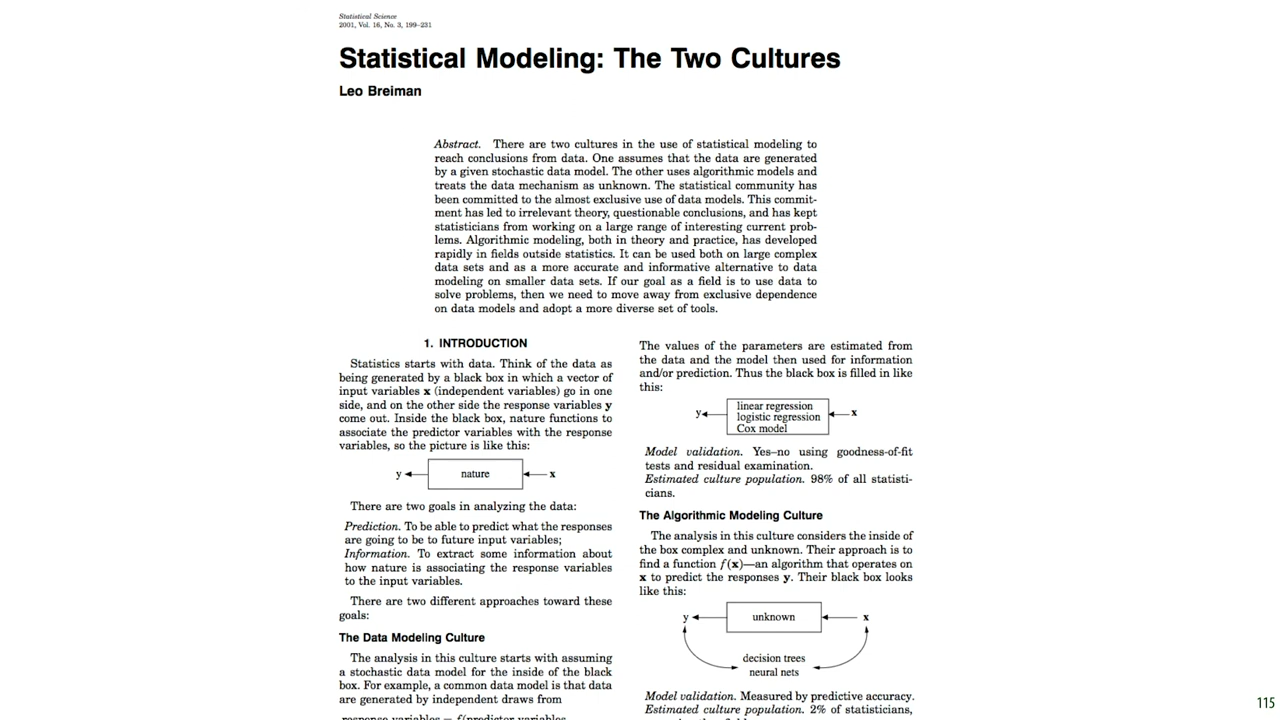 Statistical Science
2001, Vol. 16, No. 3, 199–231
Statistical Modeling: The Two Cultures
Leo Breiman
Abstract. There are two cultures in the use of statistical modeling to
reach conclusions from data. One assumes that the data are generated
by a given stochastic data model. The other uses algorithmic models and
treats the data mechanism as unknown. The statistical community has
been committed to the almost exclusive use of data models. This commit-
ment has led to irrelevant theory, questionable conclusions, and has kept
statisticians from working on a large range of interesting current prob-
lems. Algorithmic modeling, both in theory and practice, has developed
rapidly in fields outside statistics. It can be used both on large complex
data sets and as a more accurate and informative alternative to data
modeling on smaller data sets. If our goal as a field is to use data to
solve problems, then we need to move away from exclusive dependence
on data models and adopt a more diverse set of tools.
1. INTRODUCTION
Statistics starts with data. Think of the data as
being generated by a black box in which a vector of
input variables x (independent variables) go in one
side, and on the other side the response variables y
come out. Inside the black box, nature functions to
associate the predictor variables with the response
variables, so the picture is like this:
y nature x
There are two goals in analyzing the data:
Prediction. To be able to predict what the responses
are going to be to future input variables;
Information. To extract some information about
how nature is associating the response variables
to the input variables.
There are two different approaches toward these
goals:
The Data Modeling Culture
The analysis in this culture starts with assuming
a stochastic data model for the inside of the black
box. For example, a common data model is that data
are generated by independent draws from
response variables = f(predictor variables,
The values of the parameters are estimated from
the data and the model then used for information
and/or prediction. Thus the black box is filled in like
this:
linear regression
y logistic regression x
Cox model
Model validation. Yes–no using goodness-of-fit
tests and residual examination.
Estimated culture population. 98% of all statisti-
cians.
The Algorithmic Modeling Culture
The analysis in this culture considers the inside of
the box complex and unknown. Their approach is to
find a function f(x)—an algorithm that operates on
x to predict the responses y. Their black box looks
like this:
y unknown x
decision trees
neural nets
Model validation. Measured by predictive accuracy.
Estimated culture population. 2% of statisticians,
115